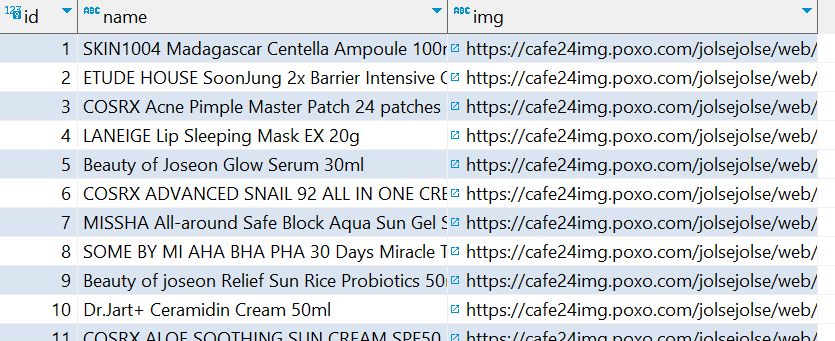 123 id ABC name ABC img
1 SKIN1004 Madagascar Centella Ampoule 100 https://cafe24img.poxo.com/jolsejolse/web/
2 ETUDE HOUSE SoonJung 2x Barrier Intensive https://cafe24img.poxo.com/jolsejolse/web/
3 COSRX Acne Pimple Master Patch 24 patches https://cafe24img.poxo.com/jolsejolse/web/
4 LANEIGE Lip Sleeping Mask EX 20g https://cafe24img.poxo.com/jolsejolse/web/
5 Beauty of Joseon Glow Serum 30ml https://cafe24img.poxo.com/jolsejolse/web/
6 COSRX ADVANCED SNAIL 92 ALL IN ONE CRE https://cafe24img.poxo.com/jolsejolse/web/
7 MISSHA All-around Safe Block Aqua Sun Gel S https://cafe24img.poxo.com/jolsejolse/web/
8 SOME BY MI AHA BHA PHA 30 Days Miracle T https://cafe24img.poxo.com/jolsejolse/web/
9 Beauty of joseon Relief Sun Rice Probiotics 50 https://cafe24img.poxo.com/jolsejolse/web/
10 Dr.Jart+ Ceramidin Cream 50ml https://cafe24img.poxo.com/jolsejolse/web/
11 COSRX ALOE SOOTHING SUN CREAM SPF50 https://cafe24img.poxo.com/jolsejolse/web/